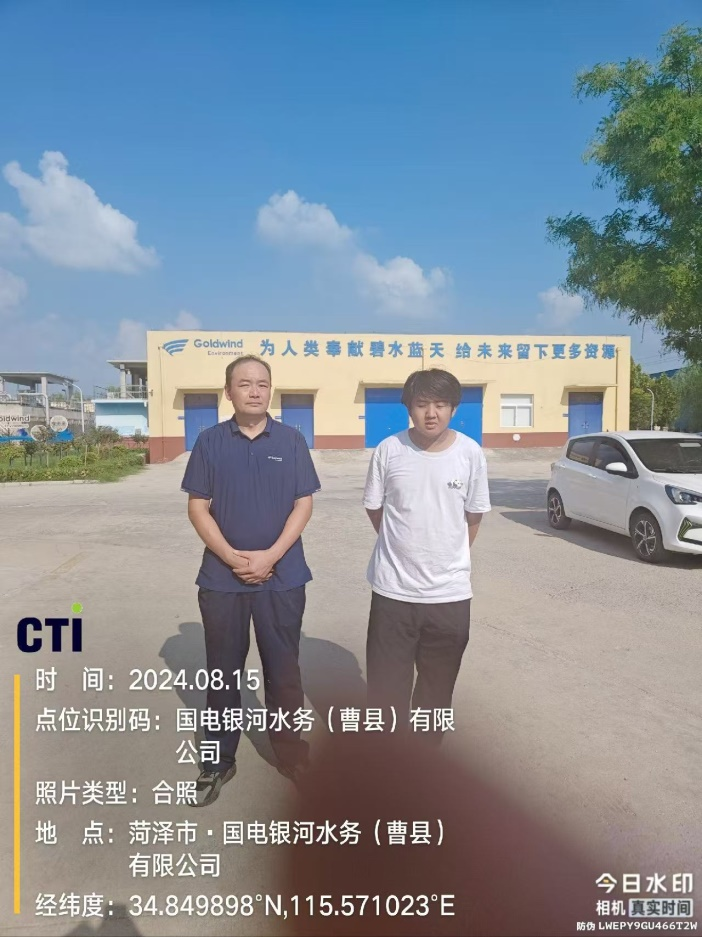 Goldwind
Environment
为人类奉献碧水蓝天 给未来留下更多资源
oldwind
CTI
时 间：2024.08.15
点位识别码：国电银河水务（曹县）有限
公司
照片类型：合照
地 点：菏泽市·国电银河水务（曹县）
有限公司
经纬度：34.849898°N,115.571023°E
今日水印
相机 真实时间
防伪 LWEPY9GU466T2W